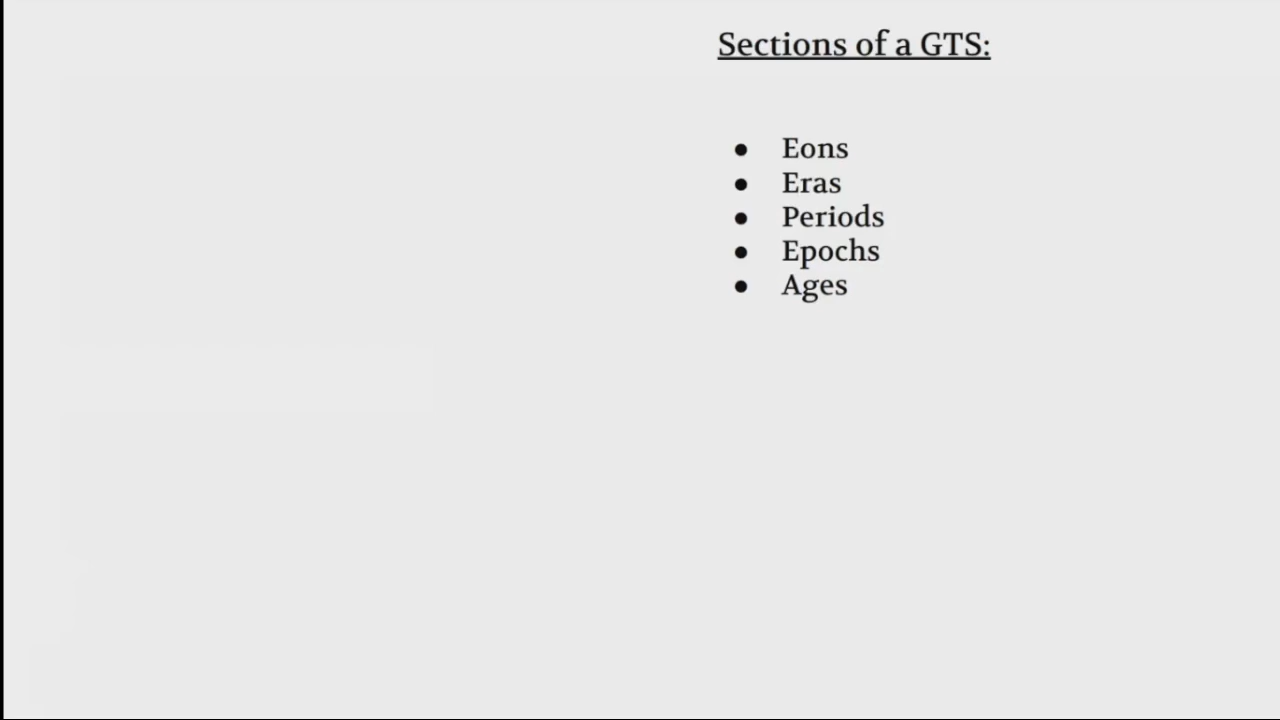 Sections of a GTS:
● Eons
● Eras
● Periods
● Epochs
● Ages